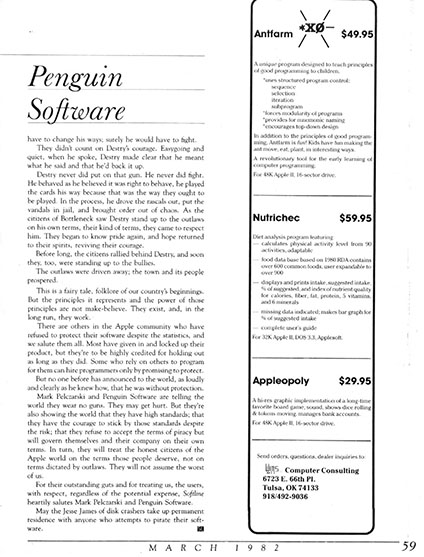 Penguin
Software
have to change his ways; surely he would have to fight.
They didn't count on Destry's courage. Easygoing and
quiet, when he spoke, Destry made clear that he meant
what he said and that he'd back it up.
Destry never did put on that gun. He never did fight.
He behaved as he believed it was right to behave, he played
the cards his way because that was the way they ought to
be played. In the process, he drove the rascals out, put the
vandals in jail, and brought order out of chaos. As the
citizens of Bottleneck saw Destry stand up to the outlaws
on his own terms, their kind of terms, they came to respect
him. They began to know pride again, and hope returned
to their spirits, reviving their courage.
Before long, the citizens rallied behind Destry, and soon
they, too, were standing up to the bullies.
The outlaws were driven away; the town and its people
prospered.
This is a fairy tale, folklore of our country's beginnings.
But the principles it represents and the power of those
principles are not make-believe. They exist, and, in the
long run, they work.
There are others in the Apple community who have
refused to protect their software despite the statistics, and
we salute them all. Most have given in and locked up their
product, but they're to be highly credited for holding out
as long as they did. Some who rely on others to program
for them can hire programmers only by promising to protect.
But no one before has announced to the world, as loudly
and clearly as he knew how, that he was without protection.
Mark Pelczarski and Penguin Software are telling the
world they wear no guns. They may get hurt. But they're
also showing the world that they have high standards; that
they have the courage to stick by those standards despite
the risk; that they refuse to accept the terms of piracy but
will govern themselves and their company on their own
terms. In turn, they will treat the honest citizens of the
Apple world on the terms those people deserve, not on
terms dictated by outlaws. They will not assume the worst
of us.
For their outstanding guts and for treating us, the users,
with respect, regardless of the potential expense, Softline
heartily salutes Mark Pelczarski and Penguin Software.
May the Jesse James of disk crashers take up permanent
residence with anyone who attempts to pirate their soft-
ware.
Antfarm $49.95
A unique program designed to teach principles
of good programming to children.
*uses structured program control:
sequence
selection
iteration
subprogram
*forces modularity of programs
*provides for mnemonic naming
*encourages top-down design
In addition to the principles of good program-
ming, Antfarm is fun! Kids have fun making the
ant move, eat, plant, in interesting ways.
A revolutionary tool for the early learning of
computer programming.
For 48K Apple II, 16-sector drive.
Nutrichec $59.95
Diet analysis program featuring
— calculates physical activity level from 90
activities, adaptable
— food data base based on 1980 RDA contains
over 600 common foods, user expandable to
over 900
— displays and prints intake, suggested intake,
% of suggested, and index of nutrient quality
for calories, fiber, fat, protein, 5 vitamins,
and 6 minerals
— missing data indicated; makes bar graph for
% of suggested intake
— complete user's guide
For 32K Apple II, DOS 3.3, Applesoft.
Appleopoly $29.95
A hi-res graphic implementation of a long-time
favorite board game, sound, shows dice rolling
& tokens moving, manages bank accounts.
For 48K Apple II, 16-sector drive.
Send orders, questions, dealer inquiries to:
Computer Consulting
6723 E. 66th Pl.
Tulsa, OK 74133
918/492-9036
MARCH 1982 59